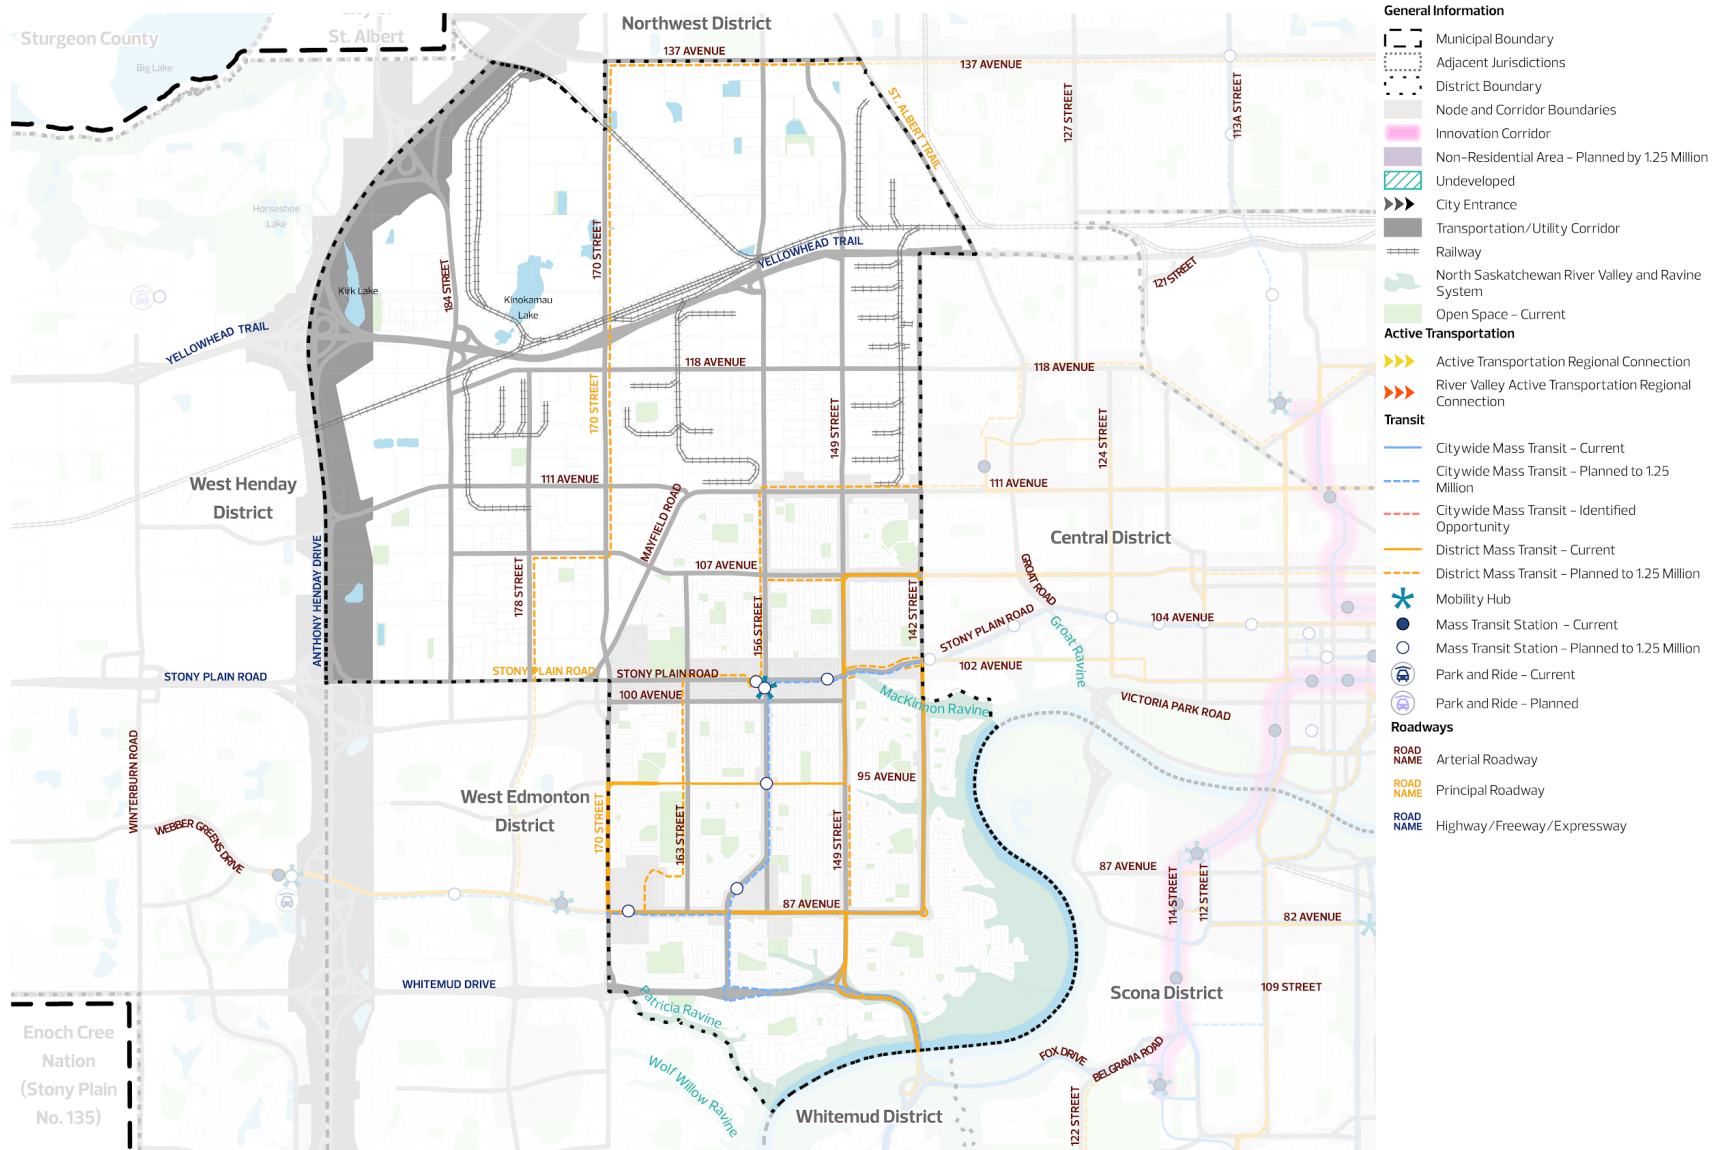 Northwest District
City of
St. Albert
Sturgeon County
Big Lake
137 AVENUE
137 AVENUE
ST. ALBERT TRAIL
127 STREET
113A STREET
Horseshoe
Lake
170 STREET
YELLOWHEAD TRAIL
184 STREET
Kirk Lake
Kinokamau
Lake
121 STREET
YELLOWHEAD TRAIL
118 AVENUE
118 AVENUE
170 STREET
149 STREET
124 STREET
West Henday
District
111 AVENUE
111 AVENUE
MAYFIELD ROAD
Central District
ANTHONY HENDAY DRIVE
178 STREET
107 AVENUE
156 STREET
142 STREET
GROAT ROAD
STONY PLAIN ROAD
104 AVENUE
Groat Ravine
102 AVENUE
STONY PLAIN ROAD
STONY PLAIN ROAD
STONY PLAIN ROAD
100 AVENUE
MacKinnon Ravine
VICTORIA PARK ROAD
WINTERBURN ROAD
95 AVENUE
West Edmonton
District
170 STREET
163 STREET
149 STREET
WEBBER GREENS DRIVE
87 AVENUE
114 STREET
112 STREET
87 AVENUE
82 AVENUE
WHITEMUD DRIVE
Scona District
109 STREET
Patricia Ravine
Enoch Cree
Nation
(Stony Plain
No. 135)
Wolf Willow Ravine
FOX DRIVE
BELGRAVIA ROAD
Whitemud District
122 STREET
General Information
Municipal Boundary
Adjacent Jurisdictions
District Boundary
Node and Corridor Boundaries
Innovation Corridor
Non-Residential Area - Planned by 1.25 Million
Undeveloped
City Entrance
Transportation/Utility Corridor
Railway
North Saskatchewan River Valley and Ravine
System
Open Space - Current
Active Transportation
Active Transportation Regional Connection
River Valley Active Transportation Regional
Connection
Transit
Citywide Mass Transit - Current
Citywide Mass Transit - Planned to 1.25
Million
Citywide Mass Transit - Identified
Opportunity
District Mass Transit - Current
District Mass Transit - Planned to 1.25 Million
Mobility Hub
Mass Transit Station - Current
Mass Transit Station - Planned to 1.25 Million
Park and Ride - Current
Park and Ride - Planned
Roadways
ROAD
NAME
Arterial Roadway
ROAD
NAME
Principal Roadway
ROAD
NAME
Highway/Freeway/Expressway